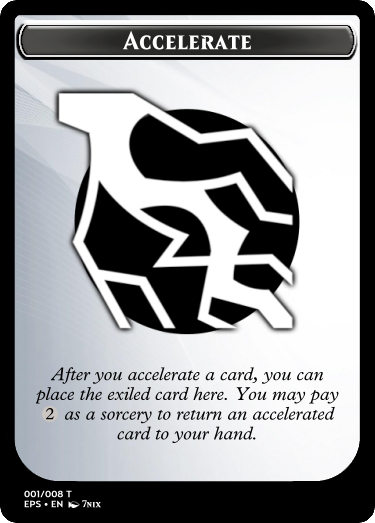 Accelerate
After you accelerate a card, you can
place the exiled card here. You may pay
2 as a sorcery to return an accelerated
card to your hand.
001/008 T
EPS • EN 7nix